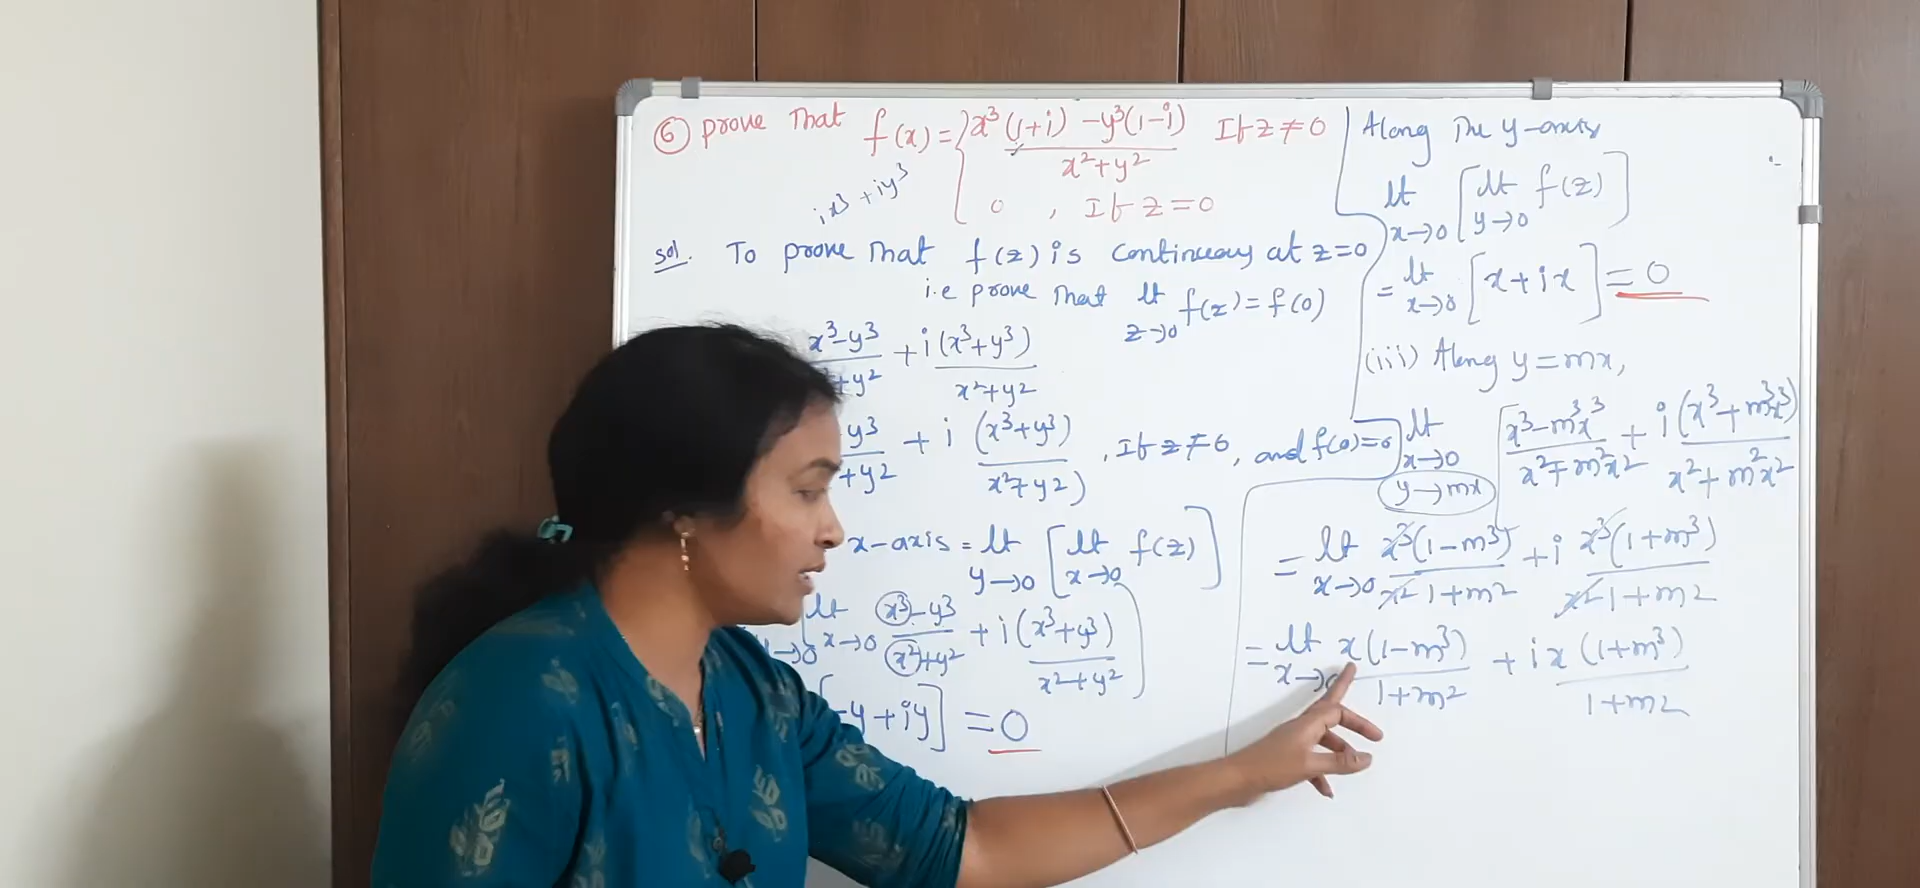 ⑥ prove that f(x) = { x³(1+i) - y³(1-i) / x²+y² If z ≠ 0
0 , If z = 0
ix³ + iy³
sol. To prove that f(z) is continuous at z=0
i.e prove that lt z→0 f(z) = f(0)
x³-y³ / +y² + i(x³+y³) / x²+y²
y³ / +y² + i (x³+y³) / x²+y²) , If z ≠ 0, and f(0)=0
x-axis = lt y→0 [ lt x→0 f(z) ]
lt x→0 x³-y³ / x²+y² + i(x³+y³) / x²+y² )
[-y+iy] = 0
Along the y-axis
lt x→0 [ lt y→0 f(z) ]
= lt x→0 [ x + ix ] = 0
(iii) Along y = mx,
lt x→0 y→mx [ x³-m³x³ / x²+m²x² + i(x³+m³x³) / x²+m²x²
= lt x→0 x³(1-m³) / x² 1+m² + i x³(1+m³) / x² 1+m²
= lt x→0 x(1-m³) / 1+m² + ix (1+m³) / 1+m²